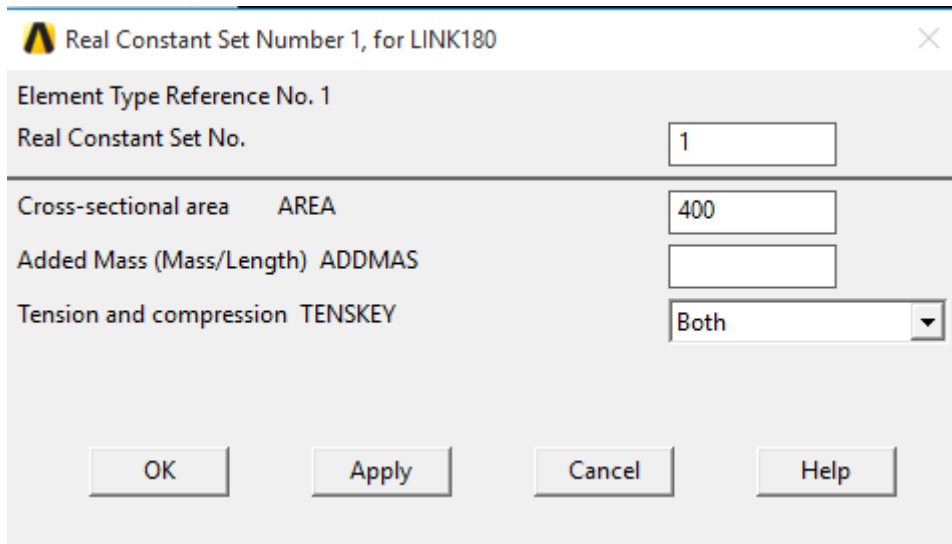 Real Constant Set Number 1, for LINK180
Element Type Reference No. 1
Real Constant Set No. 1
Cross-sectional area AREA 400
Added Mass (Mass/Length) ADDMAS
Tension and compression TENSKEY Both
OK Apply Cancel Help